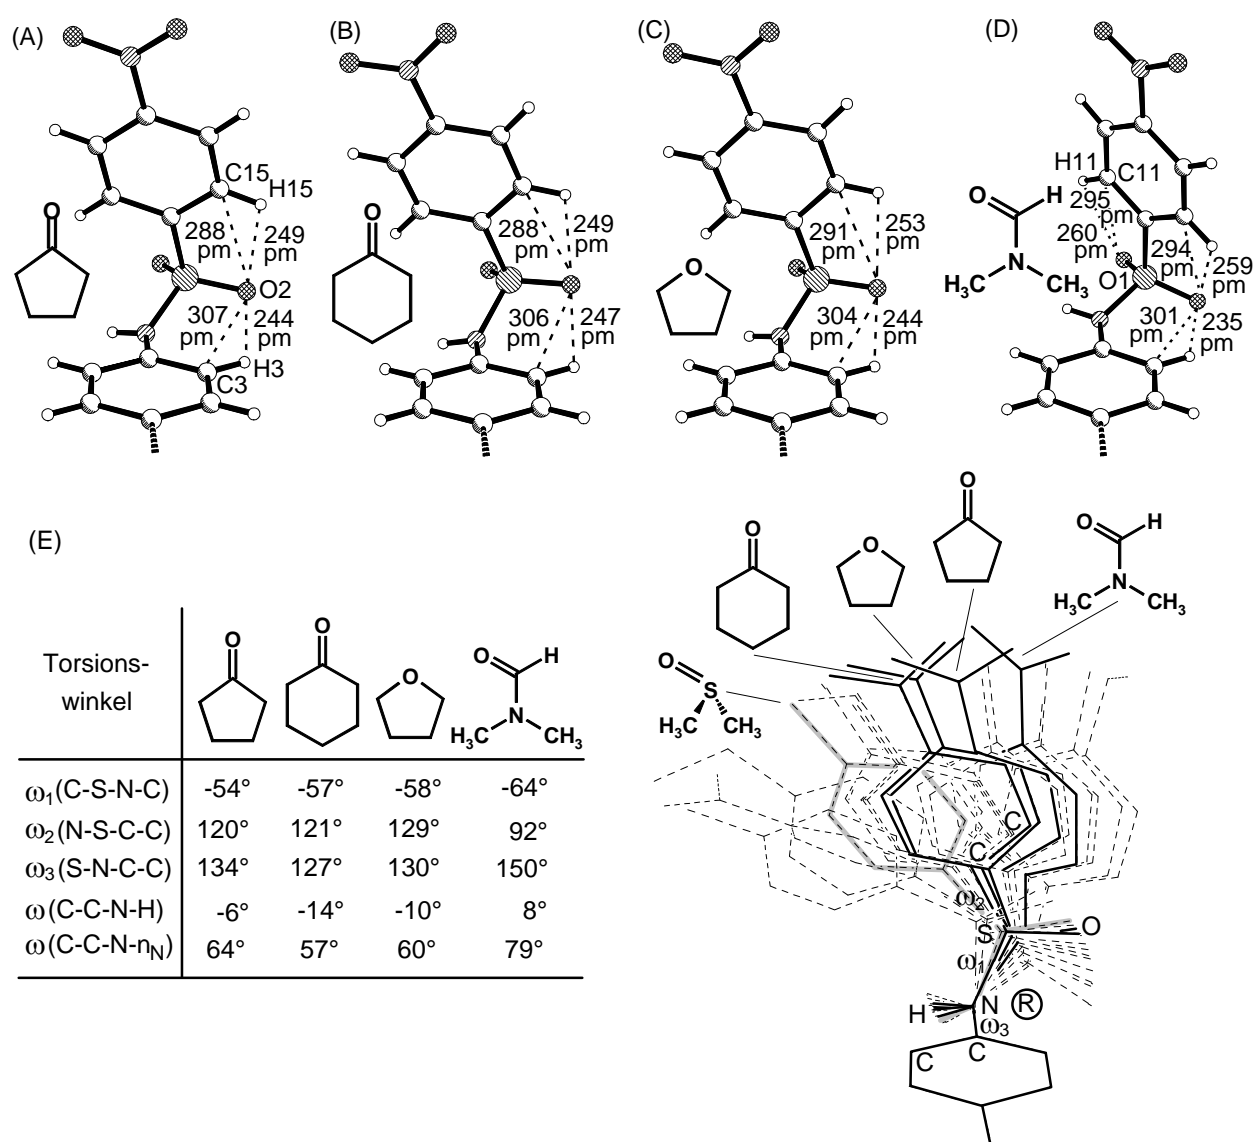 (A)
(B)
(C)
(D)
C15
H15
288
pm
249
pm
O2
307
pm
244
pm
H3
C3
O
288
pm
249
pm
306
pm
247
pm
O
291
pm
253
pm
304
pm
244
pm
O
H11
C11
295
pm
260
pm
294
pm
259
pm
O1
301
pm
235
pm
O H
N
H₃C CH₃
(E)
Torsions-
winkel
O
O
O
O H
N
H₃C CH₃
ω₁(C-S-N-C) -54° -57° -58° -64°
ω₂(N-S-C-C) 120° 121° 129° 92°
ω₃(S-N-C-C) 134° 127° 130° 150°
ω(C-C-N-H) -6° -14° -10° 8°
ω(C-C-N-n_N) 64° 57° 60° 79°
O
O
O
O H
N
H₃C CH₃
O
S
H₃C CH₃
C
C
ω₂
S O
ω₁
H N Ⓡ
ω₃
C C